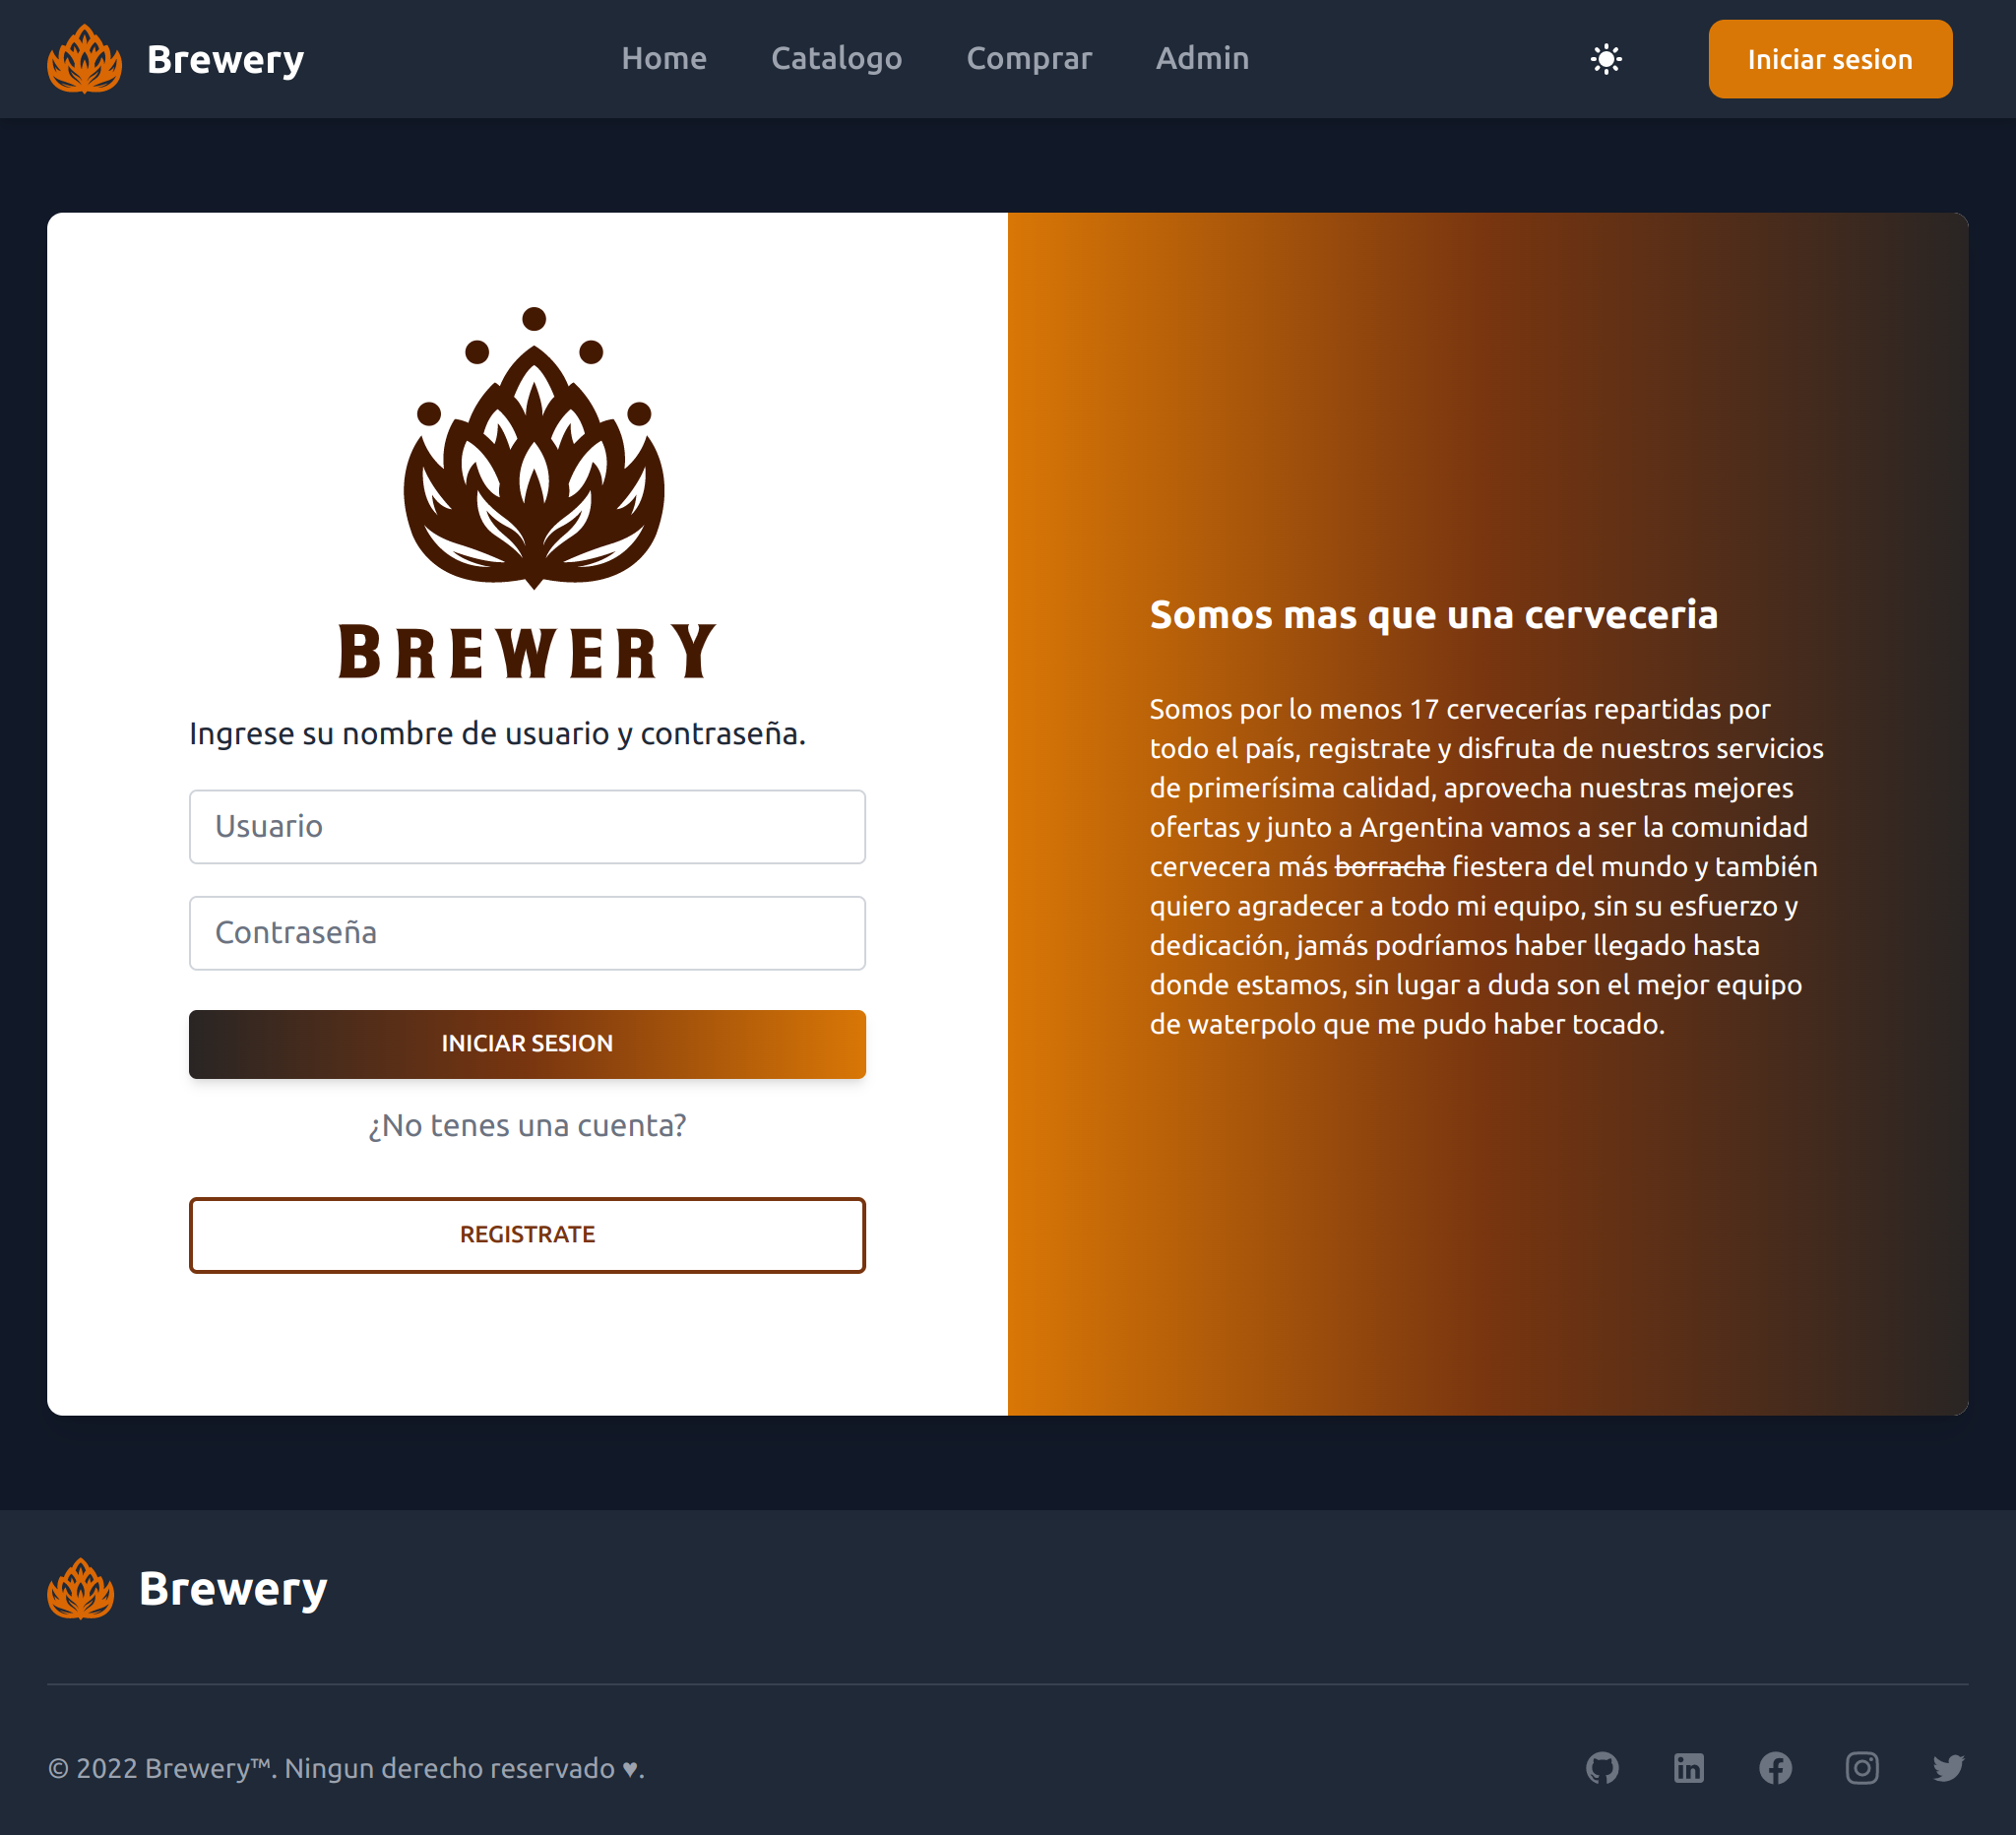 Brewery
Home
Catalogo
Comprar
Admin
Iniciar sesion
BREWERY
Ingrese su nombre de usuario y contraseña.
Usuario
Contraseña
INICIAR SESION
¿No tenes una cuenta?
REGISTRATE
Somos mas que una cerveceria
Somos por lo menos 17 cervecerías repartidas por
todo el país, registrate y disfruta de nuestros servicios
de primerísima calidad, aprovecha nuestras mejores
ofertas y junto a Argentina vamos a ser la comunidad
cervecera más borracha fiestera del mundo y también
quiero agradecer a todo mi equipo, sin su esfuerzo y
dedicación, jamás podríamos haber llegado hasta
donde estamos, sin lugar a duda son el mejor equipo
de waterpolo que me pudo haber tocado.
Brewery
© 2022 Brewery™. Ningun derecho reservado ♥.